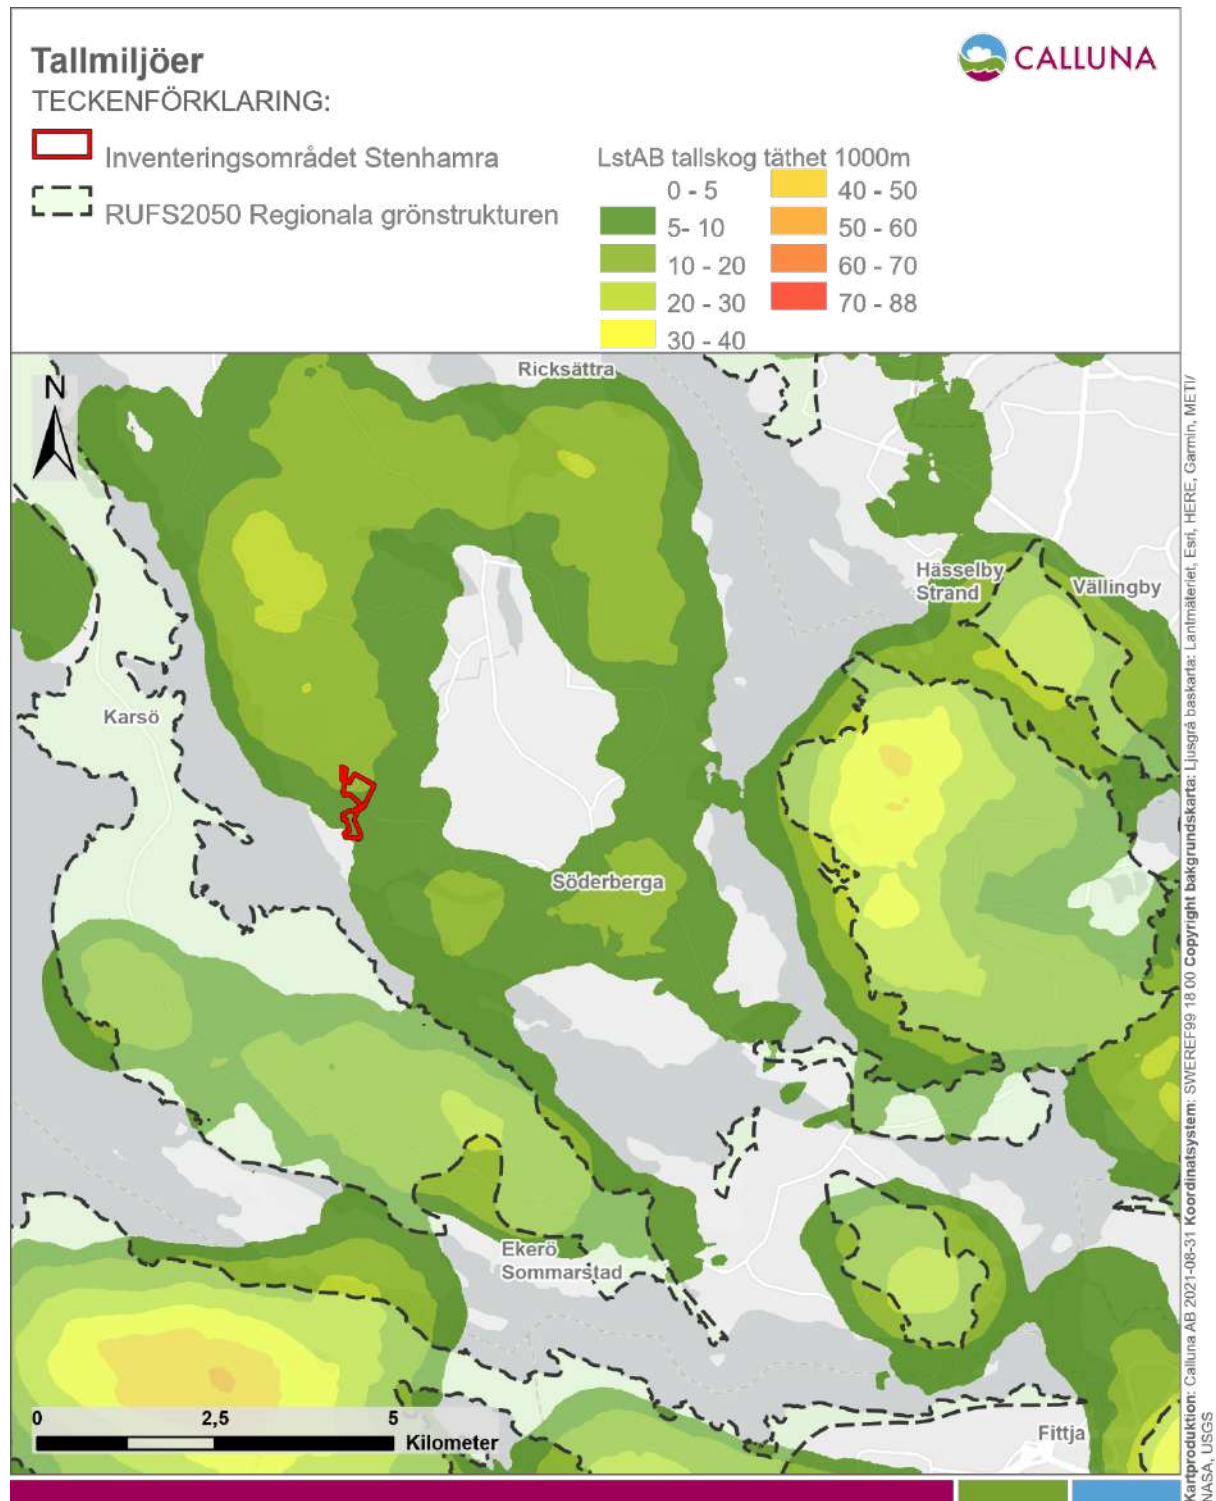 Tallmiljöer
CALLUNA
TECKENFÖRKLARING:
Inventeringsområdet Stenhamra
RUFS2050 Regionala grönstrukturen
LstAB tallskog täthet 1000m
0 - 5
5- 10
10 - 20
20 - 30
30 - 40
40 - 50
50 - 60
60 - 70
70 - 88
N
Ricksättra
Hässelby
Strand
Vällingby
Karsö
Söderberga
Ekerö
Sommarstad
Fittja
0 2,5 5
Kilometer
Kartproduktion: Calluna AB 2021-08-31 Koordinatsystem: SWEREF99 18 00 Copyright bakgrundskarta: Ljusgrå baskarta: Lantmäteriet, Esri, HERE, Garmin, METI/
NASA, USGS